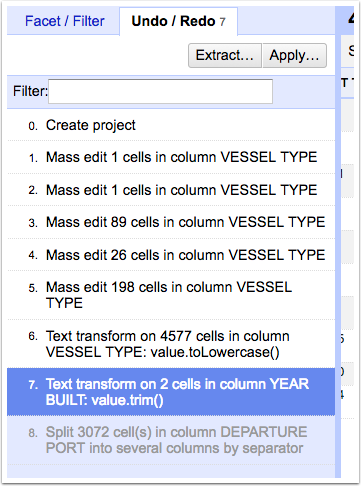 Facet / Filter Undo / Redo 7
Extract... Apply...
Filter:
0. Create project
1. Mass edit 1 cells in column VESSEL TYPE
2. Mass edit 1 cells in column VESSEL TYPE
3. Mass edit 89 cells in column VESSEL TYPE
4. Mass edit 26 cells in column VESSEL TYPE
5. Mass edit 198 cells in column VESSEL
TYPE
6. Text transform on 4577 cells in column
VESSEL TYPE: value.toLowercase()
7. Text transform on 2 cells in column YEAR
BUILT: value.trim()
8. Split 3072 cell(s) in column DEPARTURE
PORT into several columns by separator